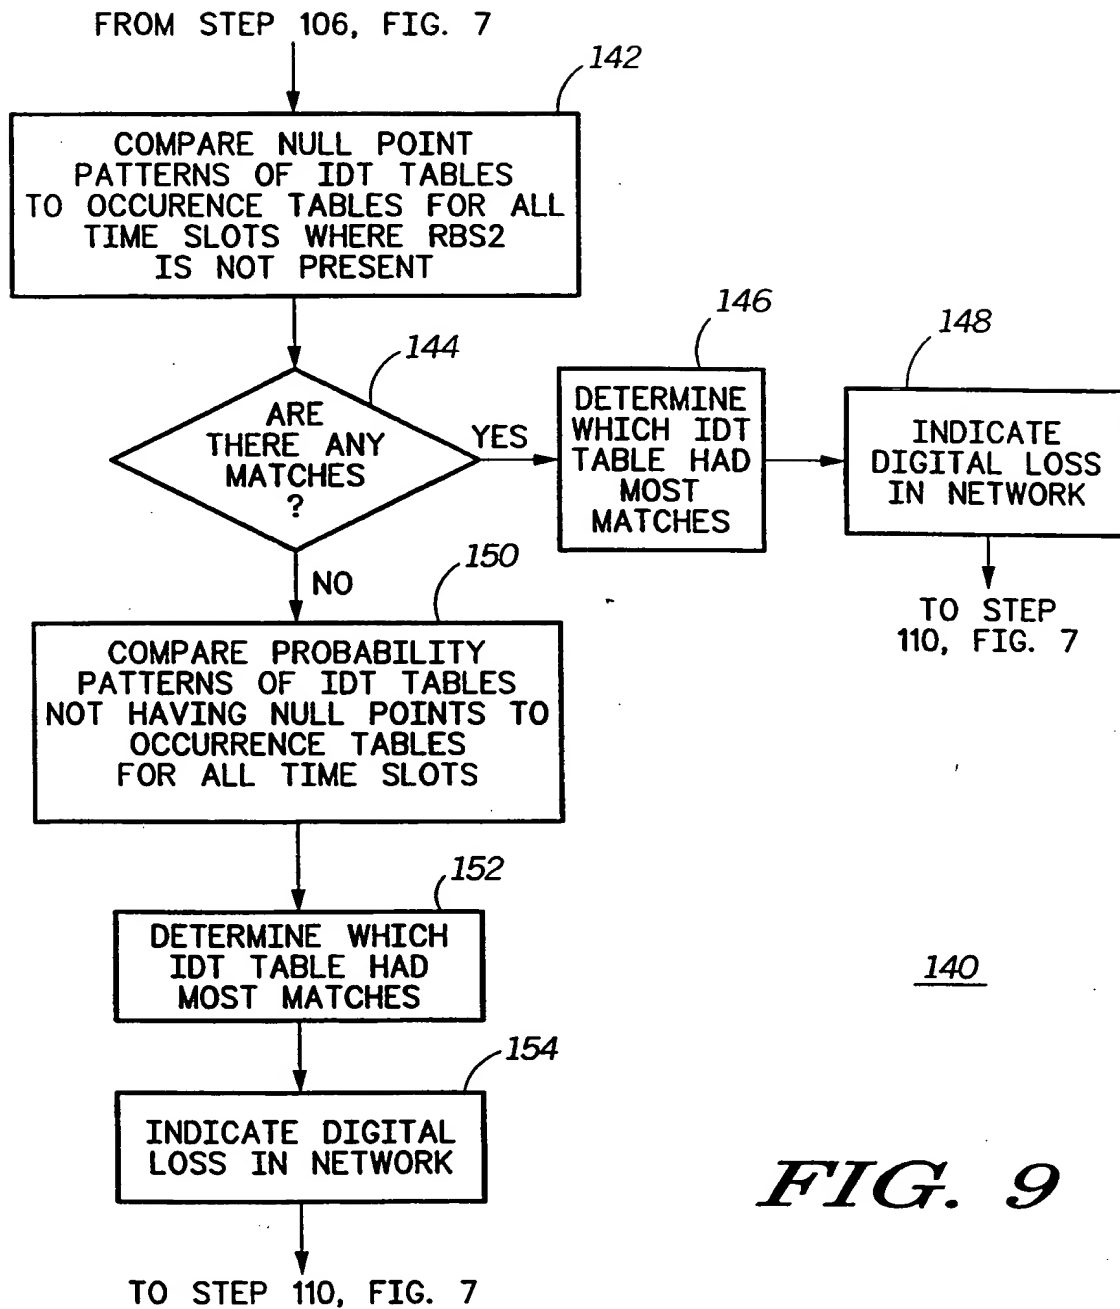 FROM STEP 106, FIG. 7
142
COMPARE NULL POINT
PATTERNS OF IDT TABLES
TO OCCURENCE TABLES FOR ALL
TIME SLOTS WHERE RBS2
IS NOT PRESENT
144
ARE
THERE ANY
MATCHES
?
YES
146
DETERMINE
WHICH IDT
TABLE HAD
MOST
MATCHES
148
INDICATE
DIGITAL LOSS
IN NETWORK
TO STEP
110, FIG. 7
NO
150
COMPARE PROBABILITY
PATTERNS OF IDT TABLES
NOT HAVING NULL POINTS TO
OCCURRENCE TABLES
FOR ALL TIME SLOTS
152
DETERMINE WHICH
IDT TABLE HAD
MOST MATCHES
140
154
INDICATE DIGITAL
LOSS IN NETWORK
FIG. 9
TO STEP 110, FIG. 7